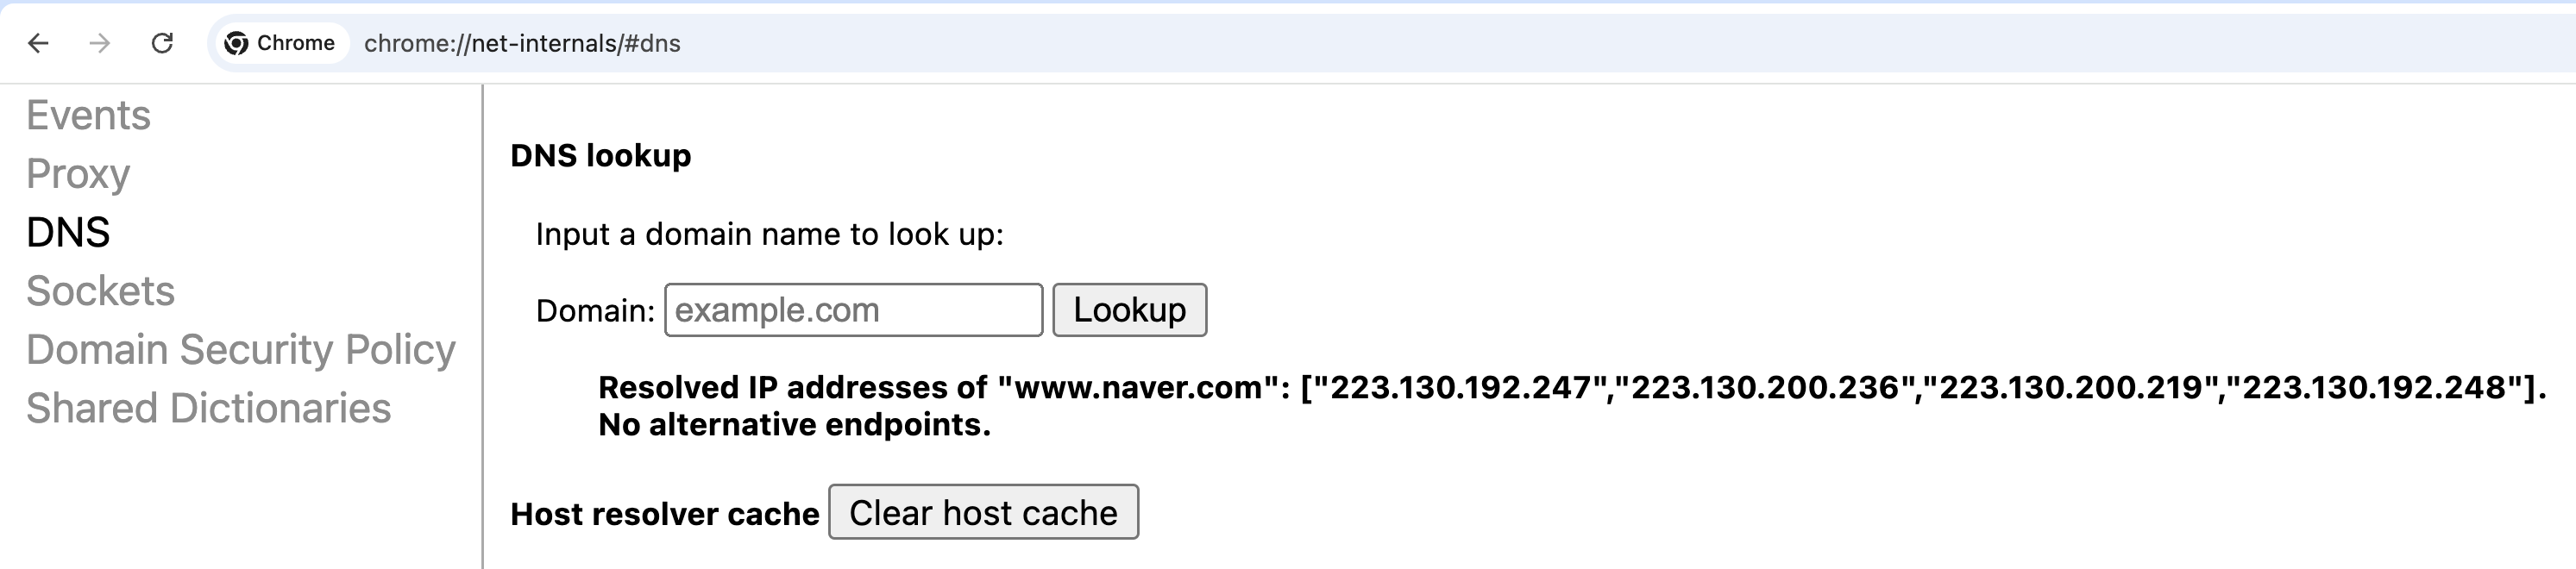 Chrome chrome://net-internals/#dns
Events
Proxy
DNS
Sockets
Domain Security Policy
Shared Dictionaries
DNS lookup
Input a domain name to look up:
Domain: example.com Lookup
Resolved IP addresses of "www.naver.com": ["223.130.192.247","223.130.200.236","223.130.200.219","223.130.192.248"].
No alternative endpoints.
Host resolver cache Clear host cache